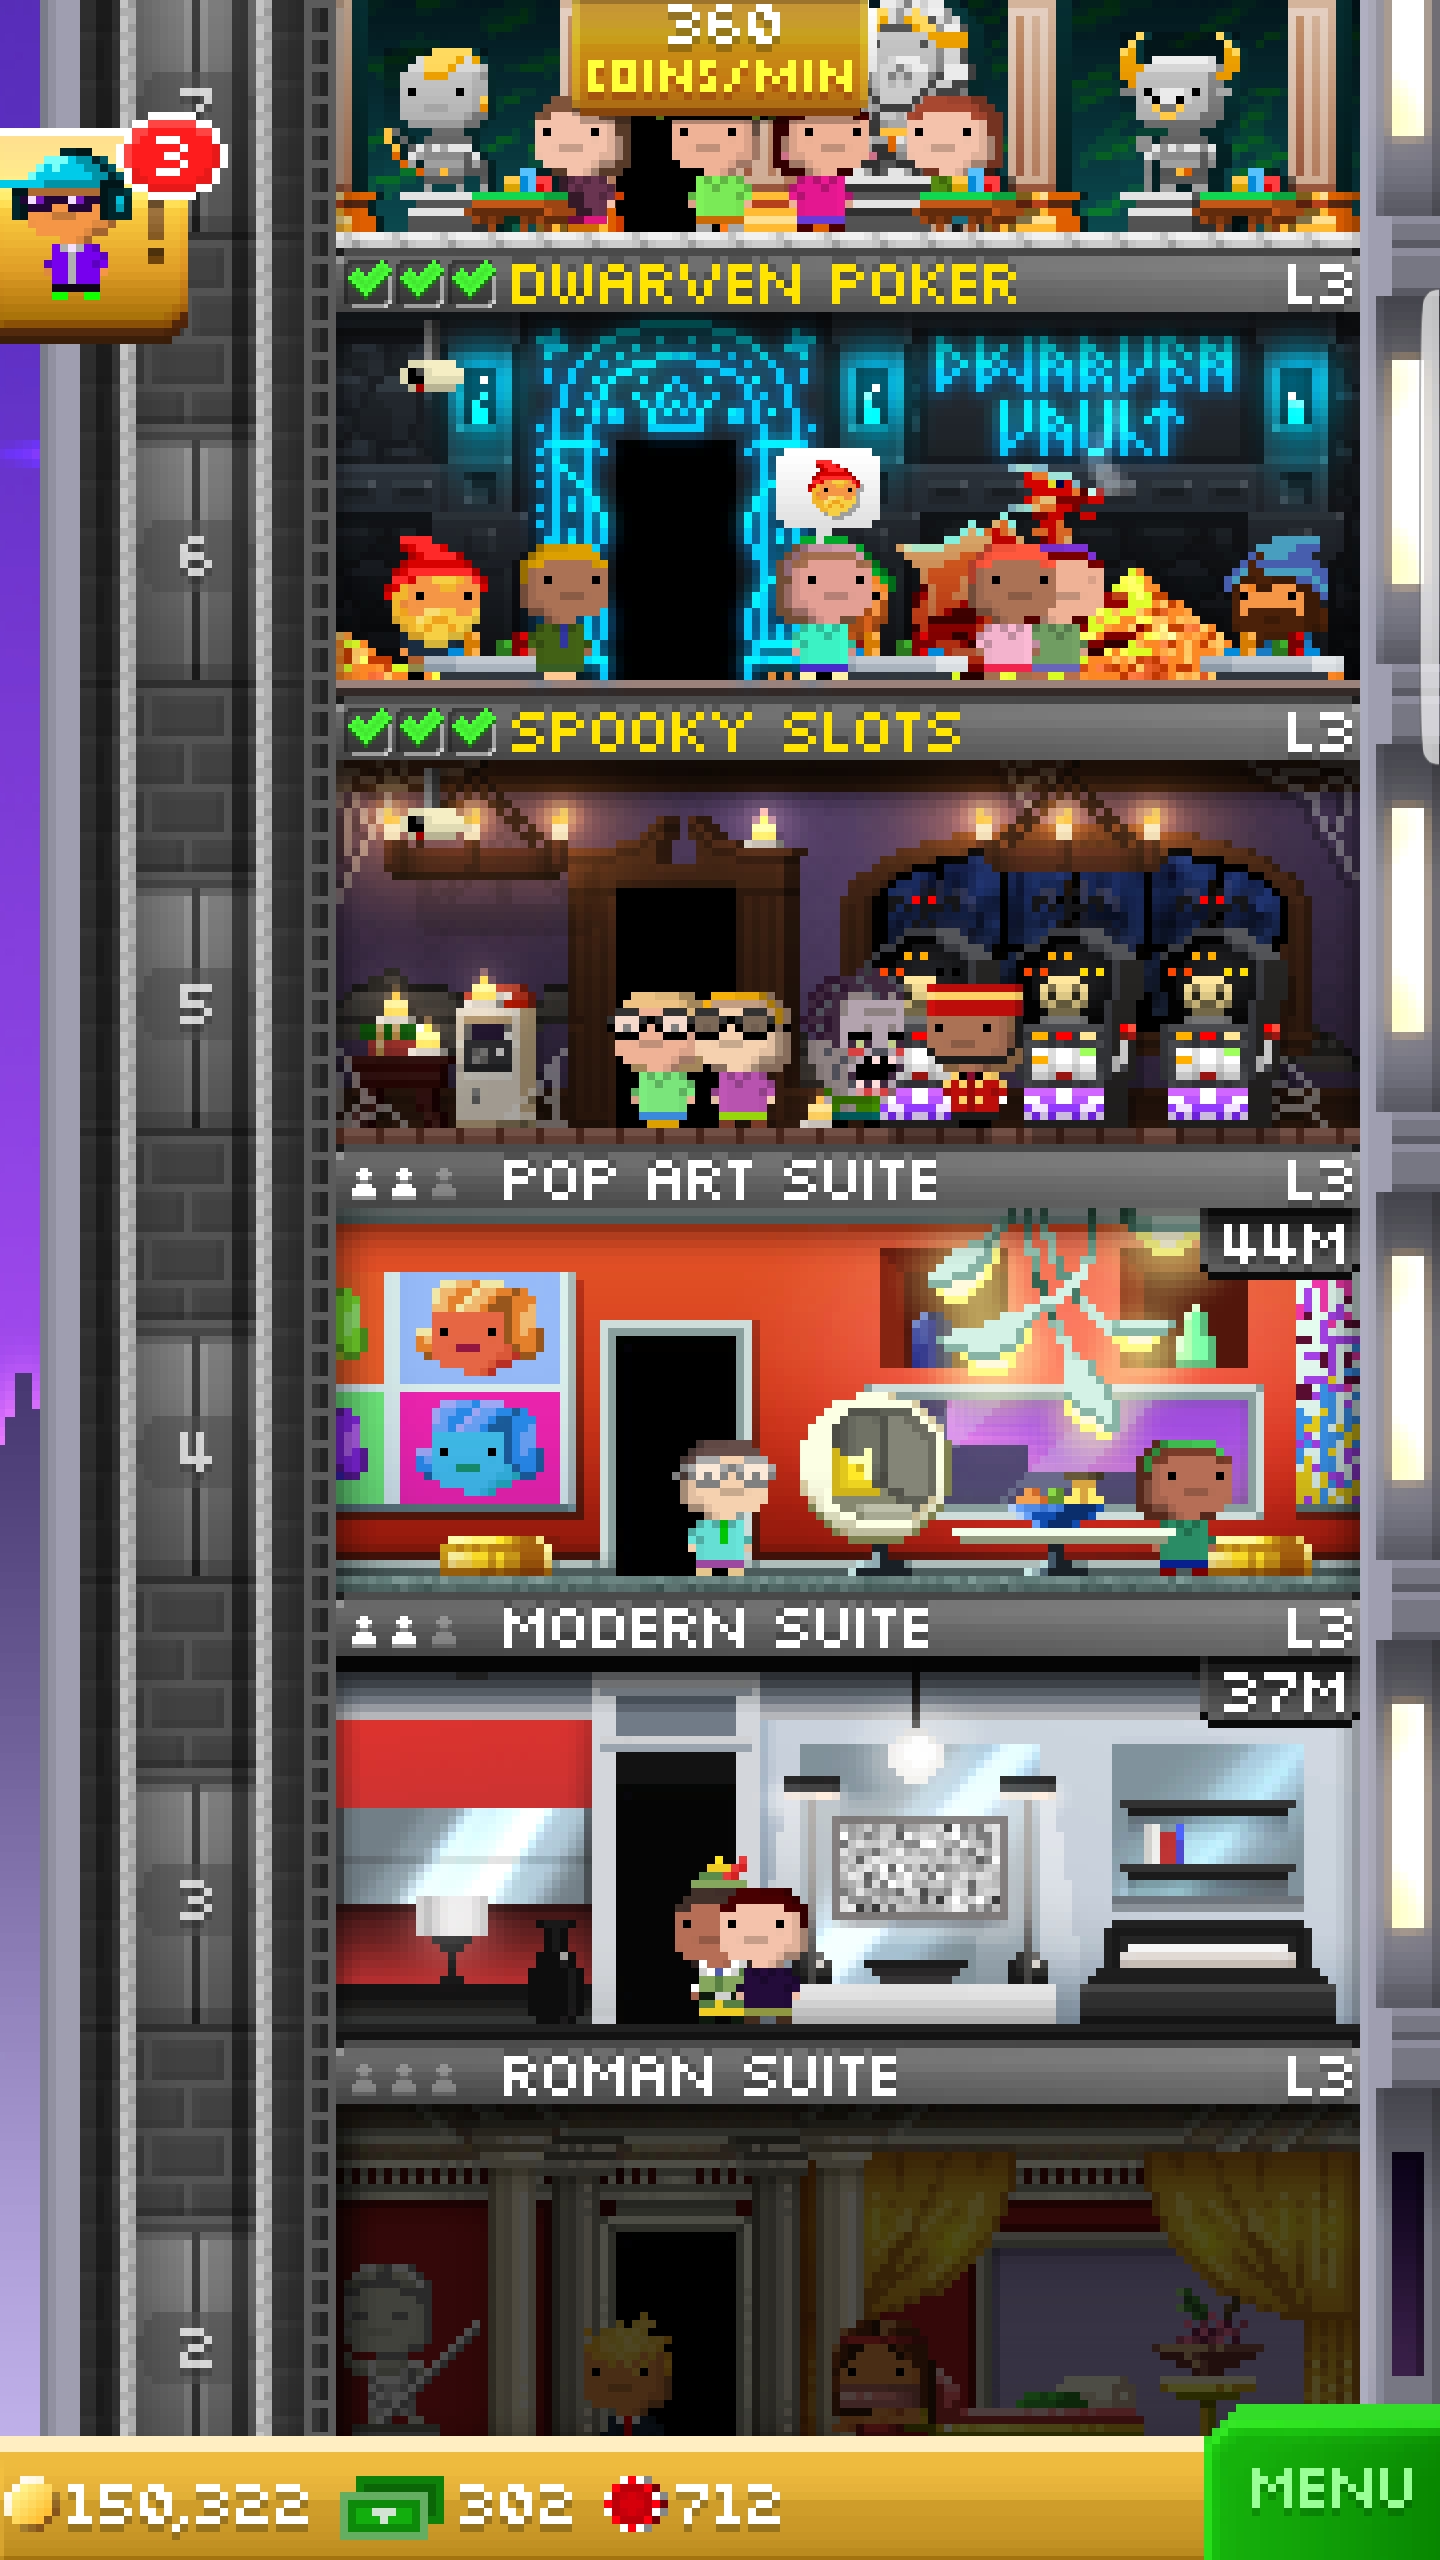 360
COINS/MIN
7
3
DWARVEN POKER L3
DWARVEN
VAULT
6
SPOOKY SLOTS L3
5
POP ART SUITE L3
44M
4
MODERN SUITE L3
37M
3
ROMAN SUITE L3
2
150,322 302 712
MENU